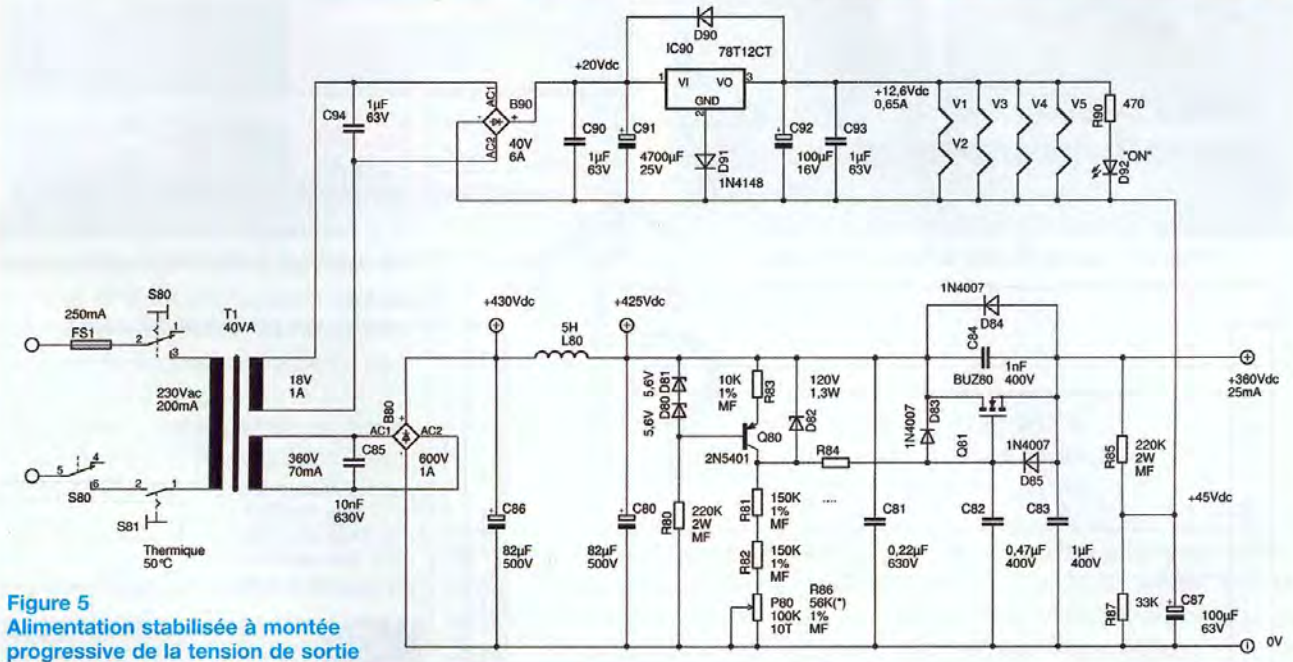 D90
IC90 78T12CT
+20Vdc
VI VO
1 3
GND
2
C94
1µF
63V
AC1
AC2
B90
- +
40V
6A
C90
1µF
63V
C91
4700µF
25V
D91
1N4148
C92
100µF
16V
C93
1µF
63V
+12,6Vdc
0,65A
V1 V3 V4 V5
V2
R90
470
"ON"
D92
S80
250mA
FS1
2 1
3
T1
40VA
230Vac
200mA
18V
1A
360V
70mA
C85
10nF
630V
5 4
6
S80
2 1
S81
Thermique
50°C
B80
AC1 AC2
+ -
600V
1A
+430Vdc
5H
L80
+425Vdc
C86
82µF
500V
C80
82µF
500V
D80 D81
5,6V 5,6V
R80
220K
2W
MF
10K
1%
MF
R83
Q80
2N5401
120V
1,3W
D82
R84
....
R81
150K
1%
MF
R82
150K
1%
MF
P80
100K
10T
R86
56K(*)
1%
MF
C81
0,22µF
630V
1N4007
D84
C84
1nF
400V
BUZ80
1N4007
D83
Q81
1N4007
D85
C82
0,47µF
400V
C83
1µF
400V
R85
220K
2W
MF
+360Vdc
25mA
+45Vdc
R87
33K
C87
100µF
63V
0V
Figure 5
Alimentation stabilisée à montée
progressive de la tension de sortie